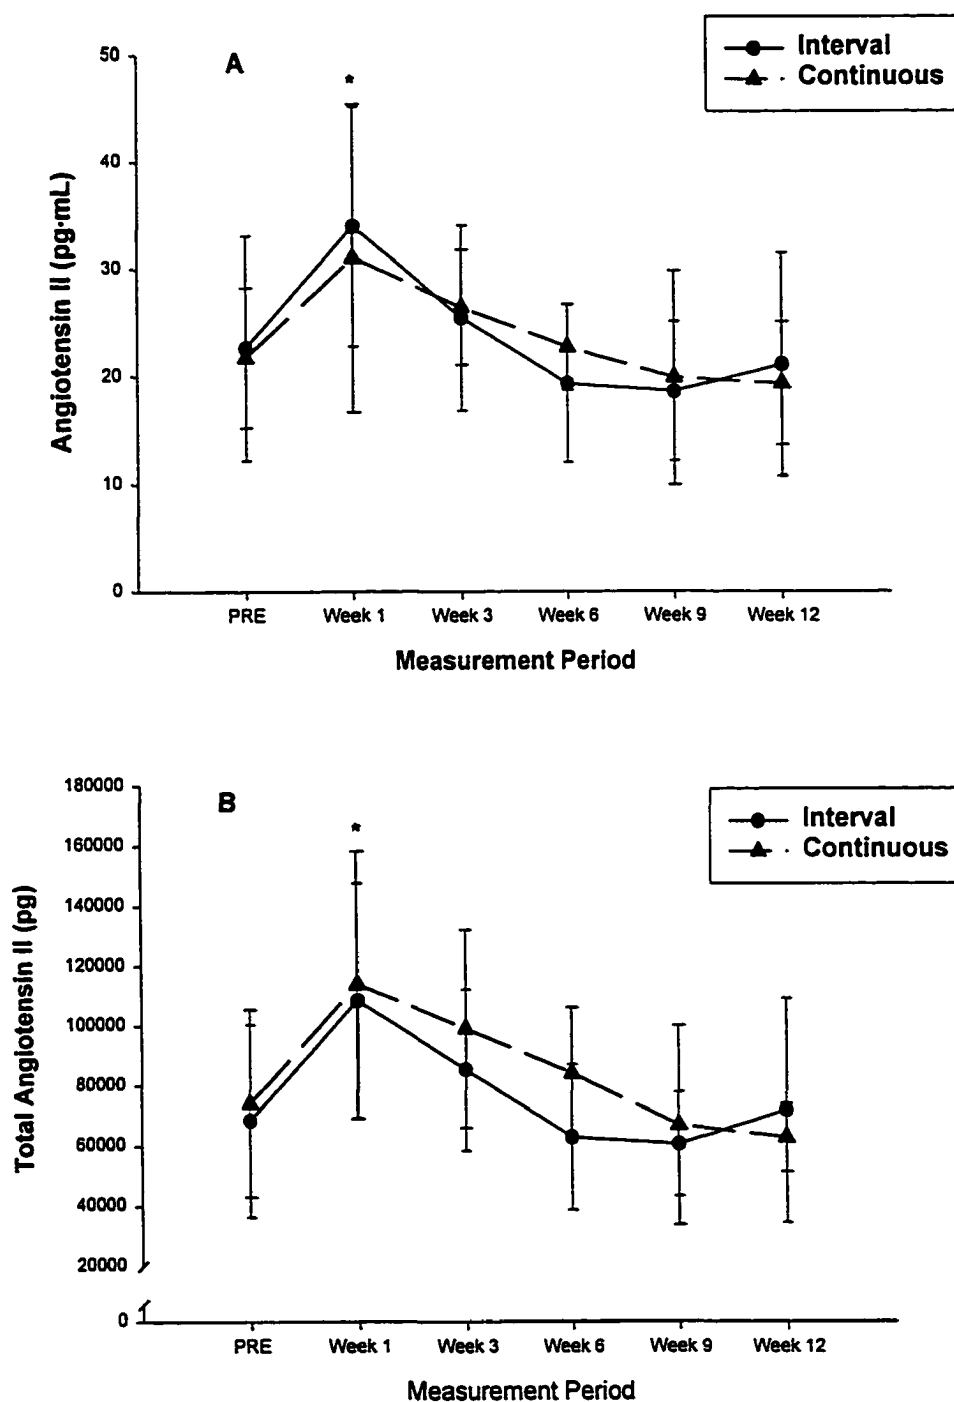 A
*
Interval
Continuous
50
40
30
20
10
0
Angiotensin II (pg·mL)
PRE Week 1 Week 3 Week 6 Week 9 Week 12
Measurement Period
B
*
Interval
Continuous
180000
160000
140000
120000
100000
80000
60000
40000
20000
0
Total Angiotensin II (pg)
PRE Week 1 Week 3 Week 6 Week 9 Week 12
Measurement Period